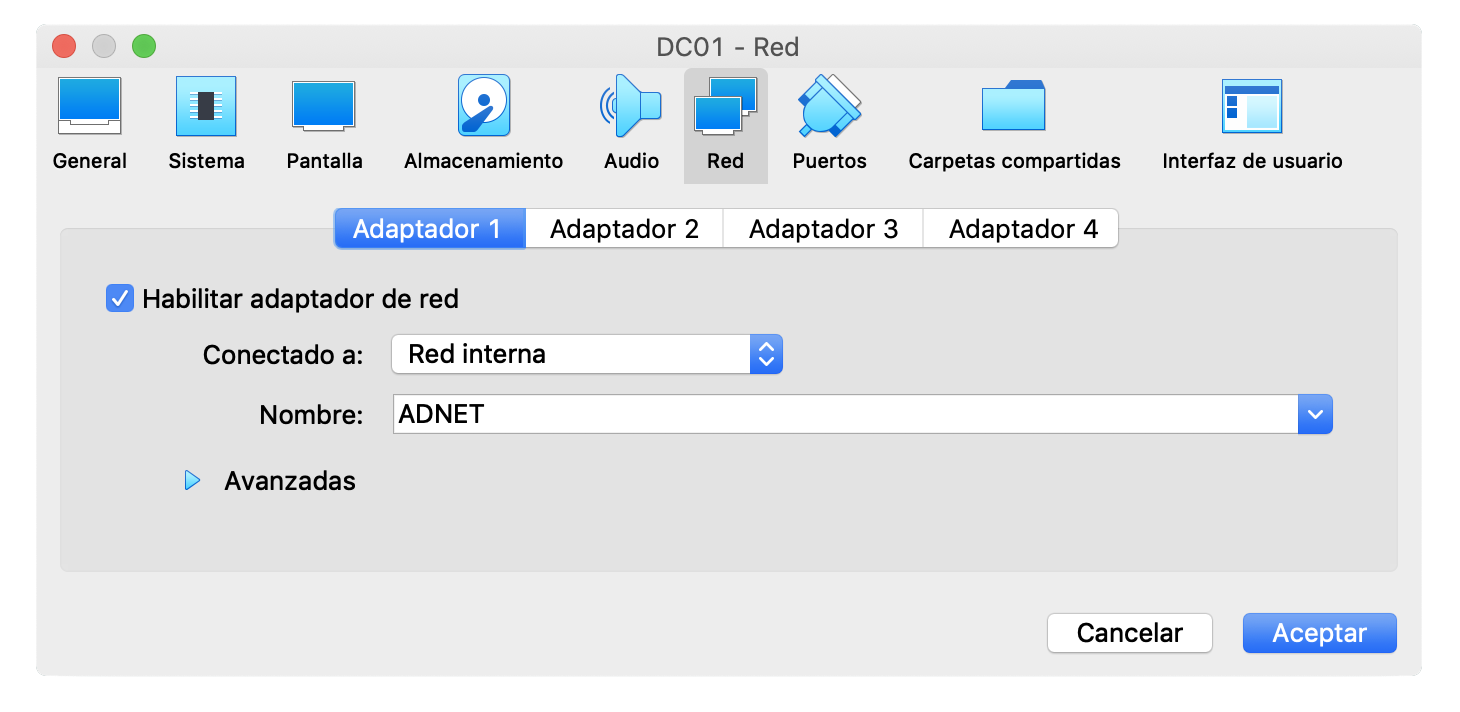 DC01 - Red
General
Sistema
Pantalla
Almacenamiento
Audio
Red
Puertos
Carpetas compartidas
Interfaz de usuario
Adaptador 1
Adaptador 2
Adaptador 3
Adaptador 4
Habilitar adaptador de red
Conectado a: Red interna
Nombre: ADNET
Avanzadas
Cancelar
Aceptar